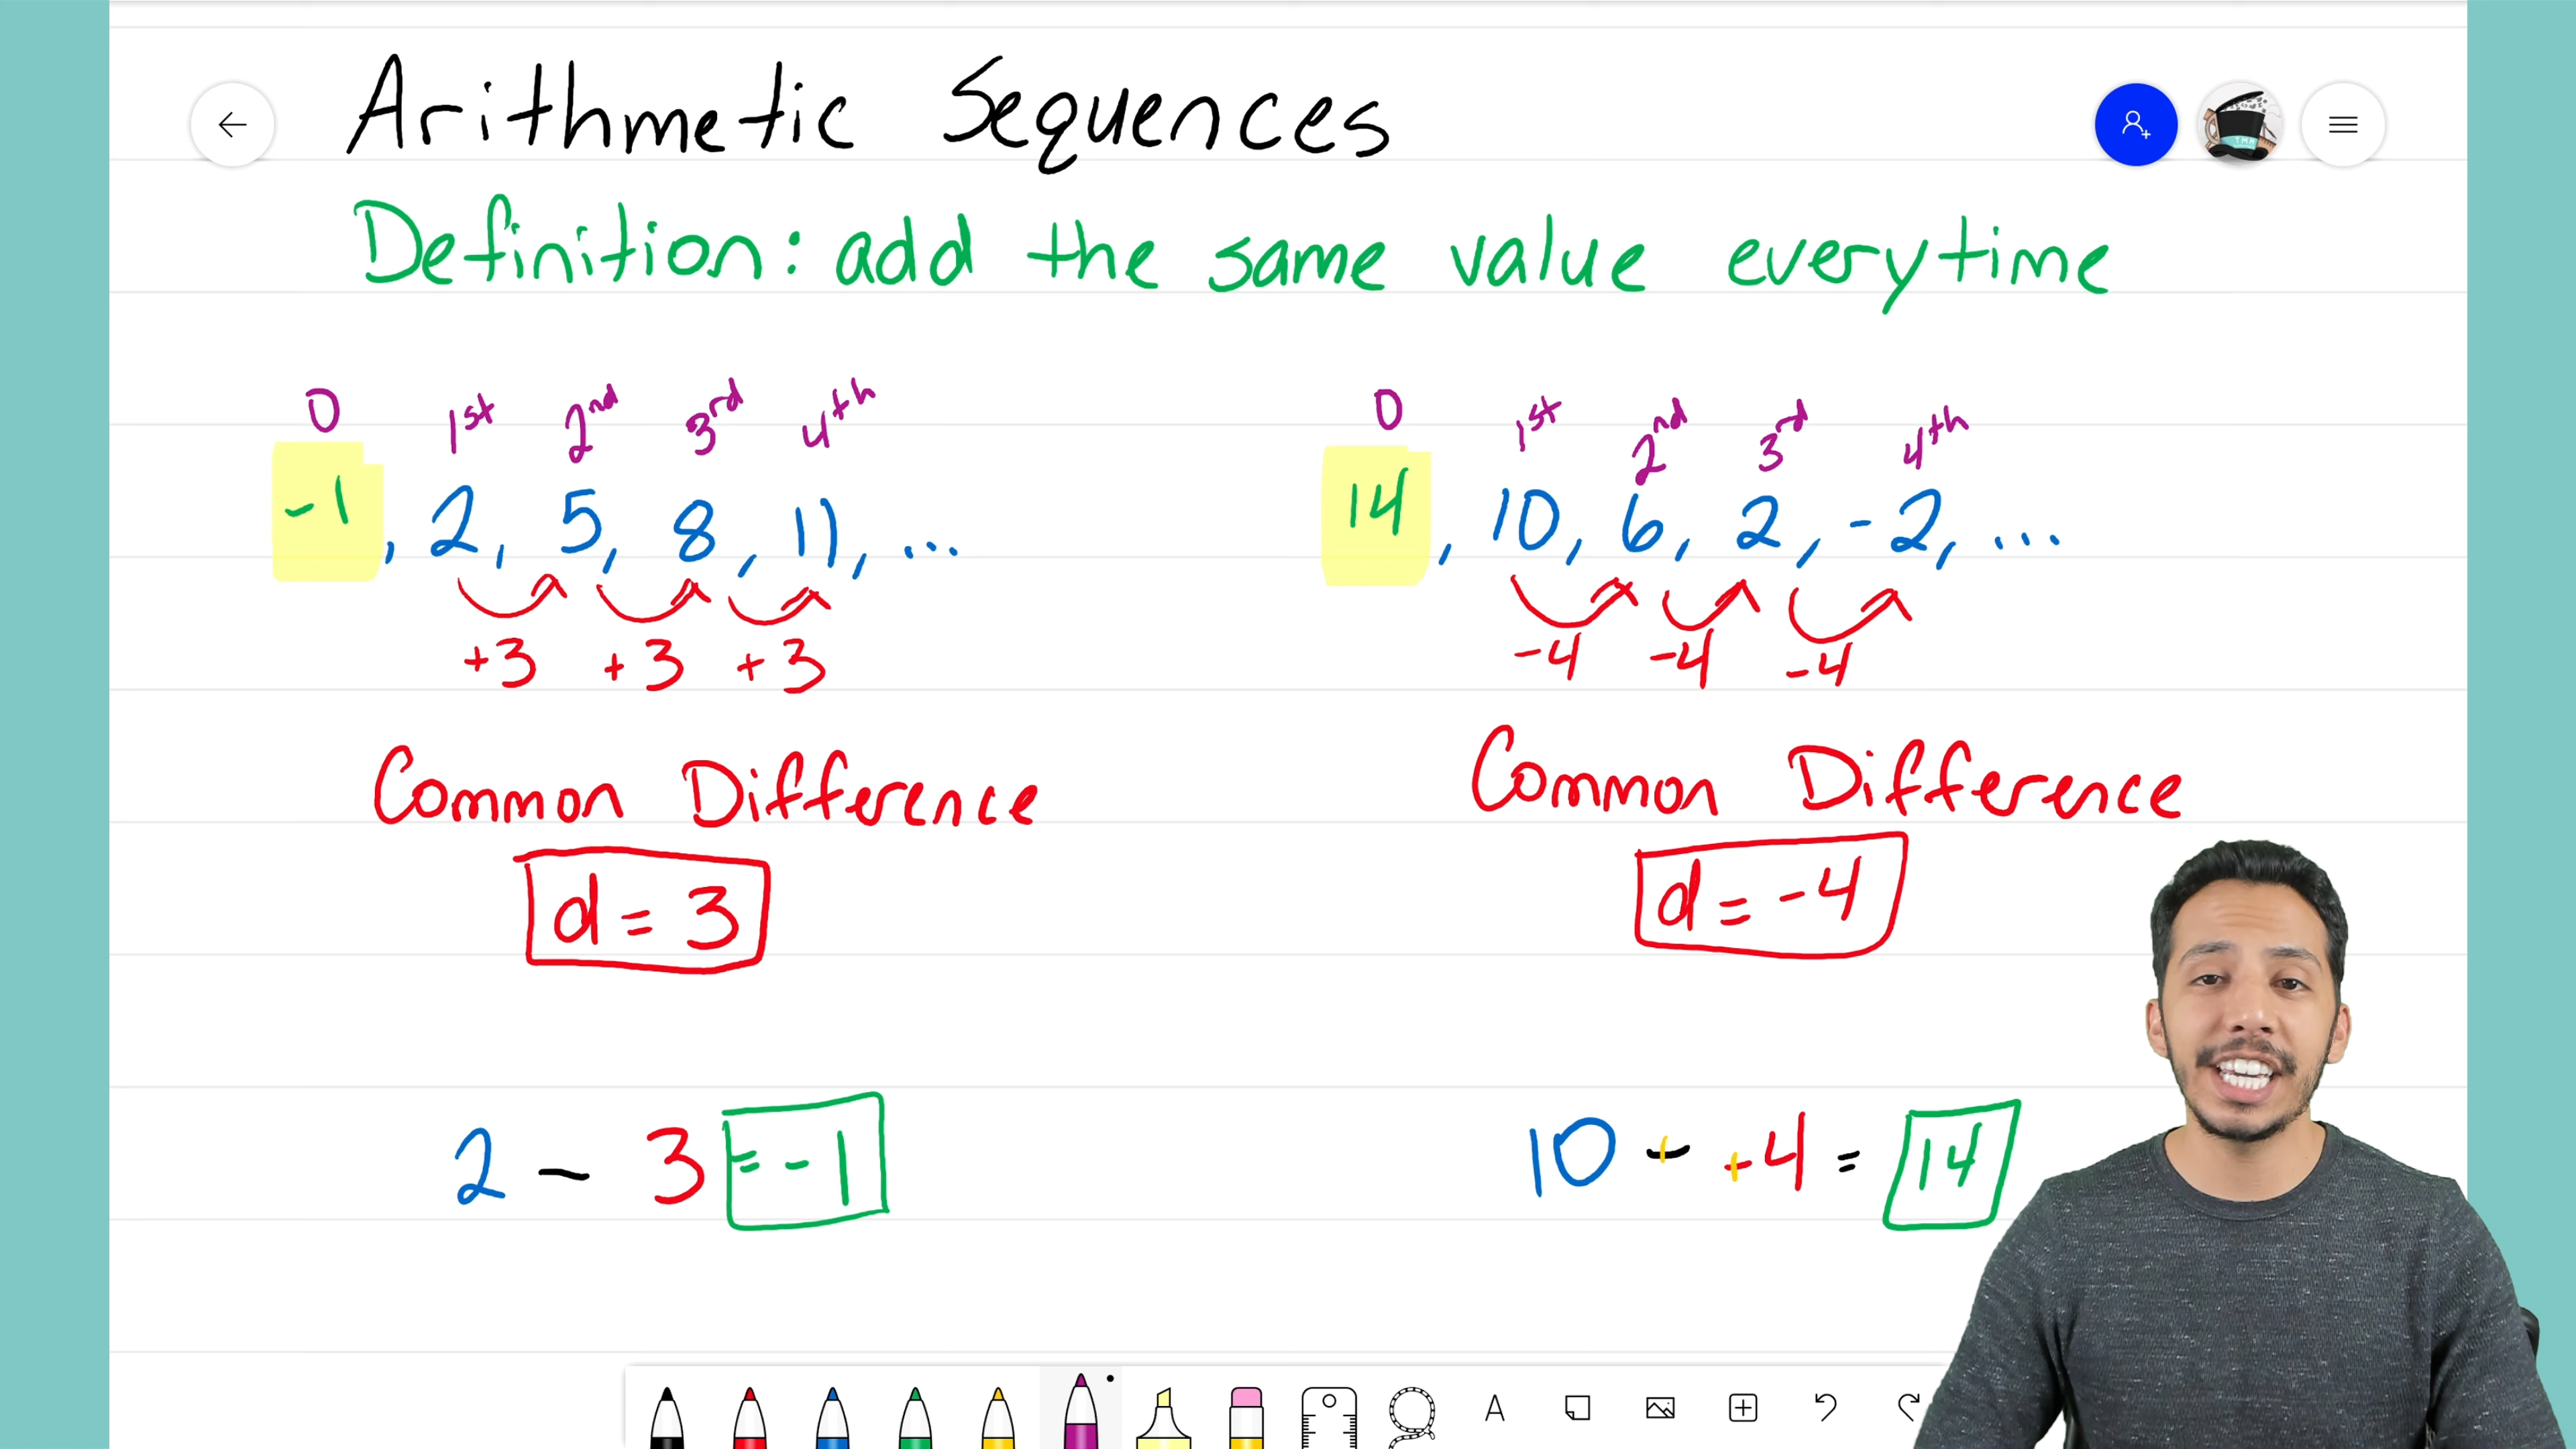 Arithmetic Sequences
Definition: add the same value everytime
0 1st 2nd 3rd 4th
-1, 2, 5, 8, 11, ...
+3 +3 +3
Common Difference
d = 3
2 - 3 = -1
0 1st 2nd 3rd 4th
14, 10, 6, 2, -2, ...
-4 -4 -4
Common Difference
d = -4
10 + +4 = 14
A